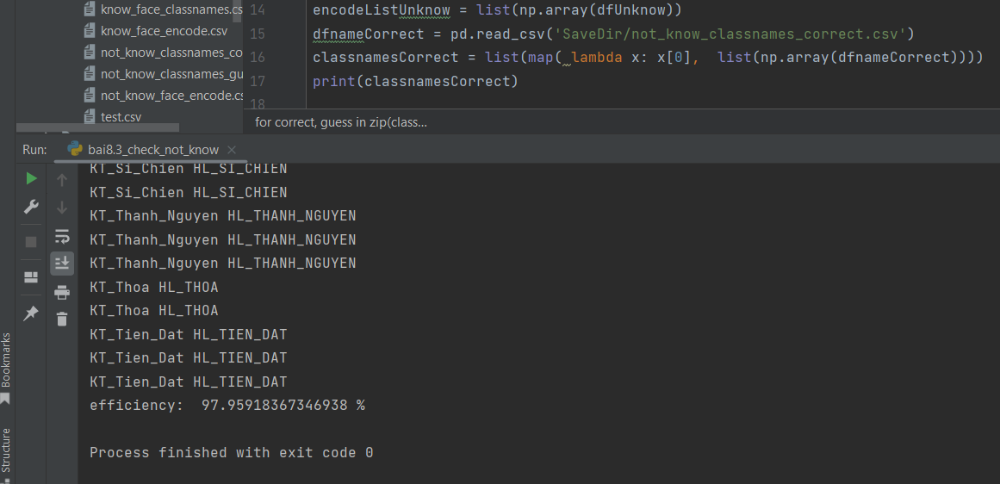 know_face_classnames.cs
know_face_encode.csv
not_know_classnames_co
not_know_classnames_gu
not_know_face_encode.cs
test.csv
14 encodeListUnknow = list(np.array(dfUnknow))
15 dfnameCorrect = pd.read_csv('SaveDir/not_know_classnames_correct.csv')
16 classnamesCorrect = list(map( lambda x: x[0], list(np.array(dfnameCorrect))))
17 print(classnamesCorrect)
18
for correct, guess in zip(class...
Run: bai8.3_check_not_know
KT_Si_Chien HL_SI_CHIEN
KT_Si_Chien HL_SI_CHIEN
KT_Thanh_Nguyen HL_THANH_NGUYEN
KT_Thanh_Nguyen HL_THANH_NGUYEN
KT_Thanh_Nguyen HL_THANH_NGUYEN
KT_Thoa HL_THOA
KT_Thoa HL_THOA
KT_Tien_Dat HL_TIEN_DAT
KT_Tien_Dat HL_TIEN_DAT
KT_Tien_Dat HL_TIEN_DAT
efficiency:  97.95918367346938 %
Process finished with exit code 0
Bookmarks
Structure